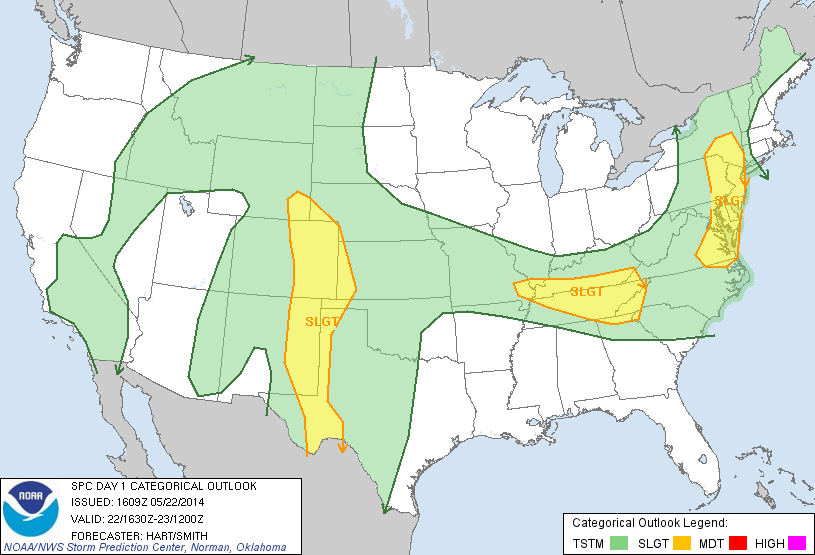 SLGT
SLGT
SLGT
NOAA
SPC DAY 1 CATEGORICAL OUTLOOK
ISSUED: 1609Z 05/22/2014
VALID: 22/1630Z-23/1200Z
FORECASTER: HART/SMITH
NOAA/NWS Storm Prediction Center, Norman, Oklahoma
Categorical Outlook Legend:
TSTM SLGT MDT HIGH